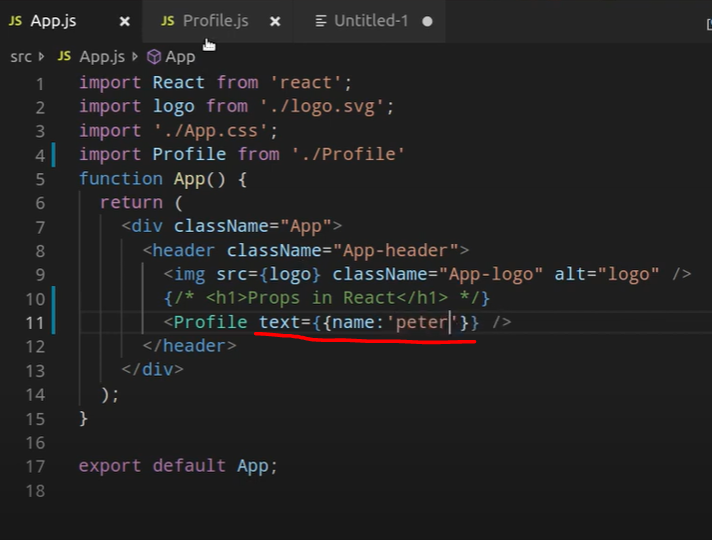 JS App.js × JS Profile.js × Untitled-1 ●
src > JS App.js > App
1 import React from 'react';
2 import logo from './logo.svg';
3 import './App.css';
4 import Profile from './Profile'
5 function App() {
6 return (
7 <div className="App">
8 <header className="App-header">
9 <img src={logo} className="App-logo" alt="logo" />
10 {/* <h1>Props in React</h1> */}
11 <Profile text={{name:'peter'}} />
12 </header>
13 </div>
14 );
15 }
16
17 export default App;
18